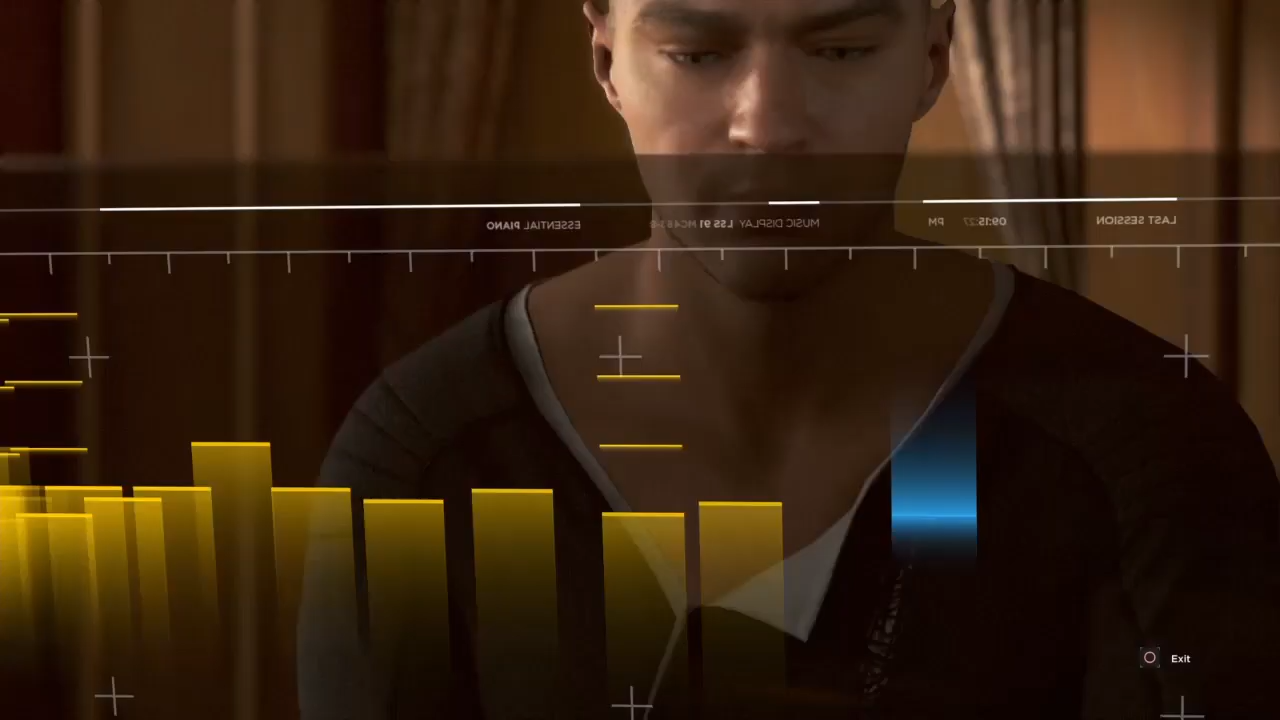 ESSENTIAL PIANO
MUSIC DISPLAY LSS 91
LAST SESSION 09:15:27 PM
Exit